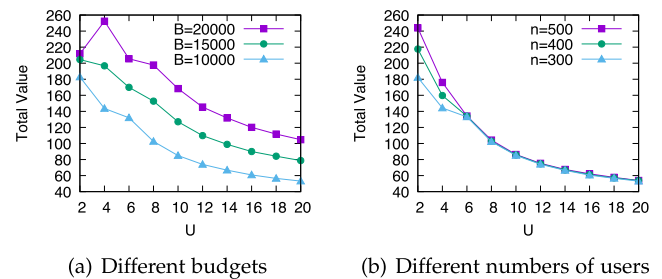 260
240
220
200
180
160
140
120
100
80
60
40
Total Value
B=20000
B=15000
B=10000
2 4 6 8 10 12 14 16 18 20
U
(a) Different budgets
260
240
220
200
180
160
140
120
100
80
60
40
Total Value
n=500
n=400
n=300
2 4 6 8 10 12 14 16 18 20
U
(b) Different numbers of users